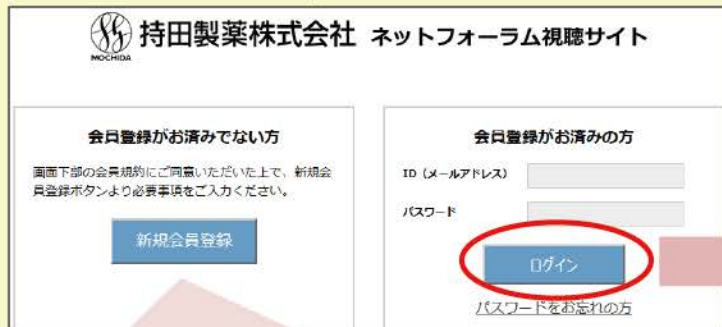 MOCHIDA
持田製薬株式会社 ネットフォーラム視聴サイト
会員登録がお済みでない方
画面下部の会員規約にご同意いただいた上で、新規会
員登録ボタンより必要事項をご入力ください。
新規会員登録
会員登録がお済みの方
ID（メールアドレス）
パスワード
ログイン
パスワードをお忘れの方